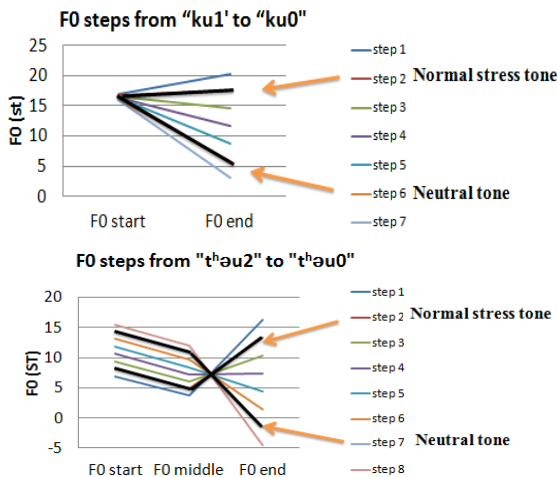 F0 steps from “ku1' to “ku0"
25
20
15
10
5
0
F0 (st)
F0 start
F0 end
step 1
step 2
step 3
step 4
step 5
step 6
step 7
Normal stress tone
Neutral tone
F0 steps from "tʰəu2" to "tʰəu0"
20
15
10
5
0
-5
F0 (ST)
F0 start
F0 middle
F0 end
step 1
step 2
step 3
step 4
step 5
step 6
step 7
step 8
Normal stress tone
Neutral tone